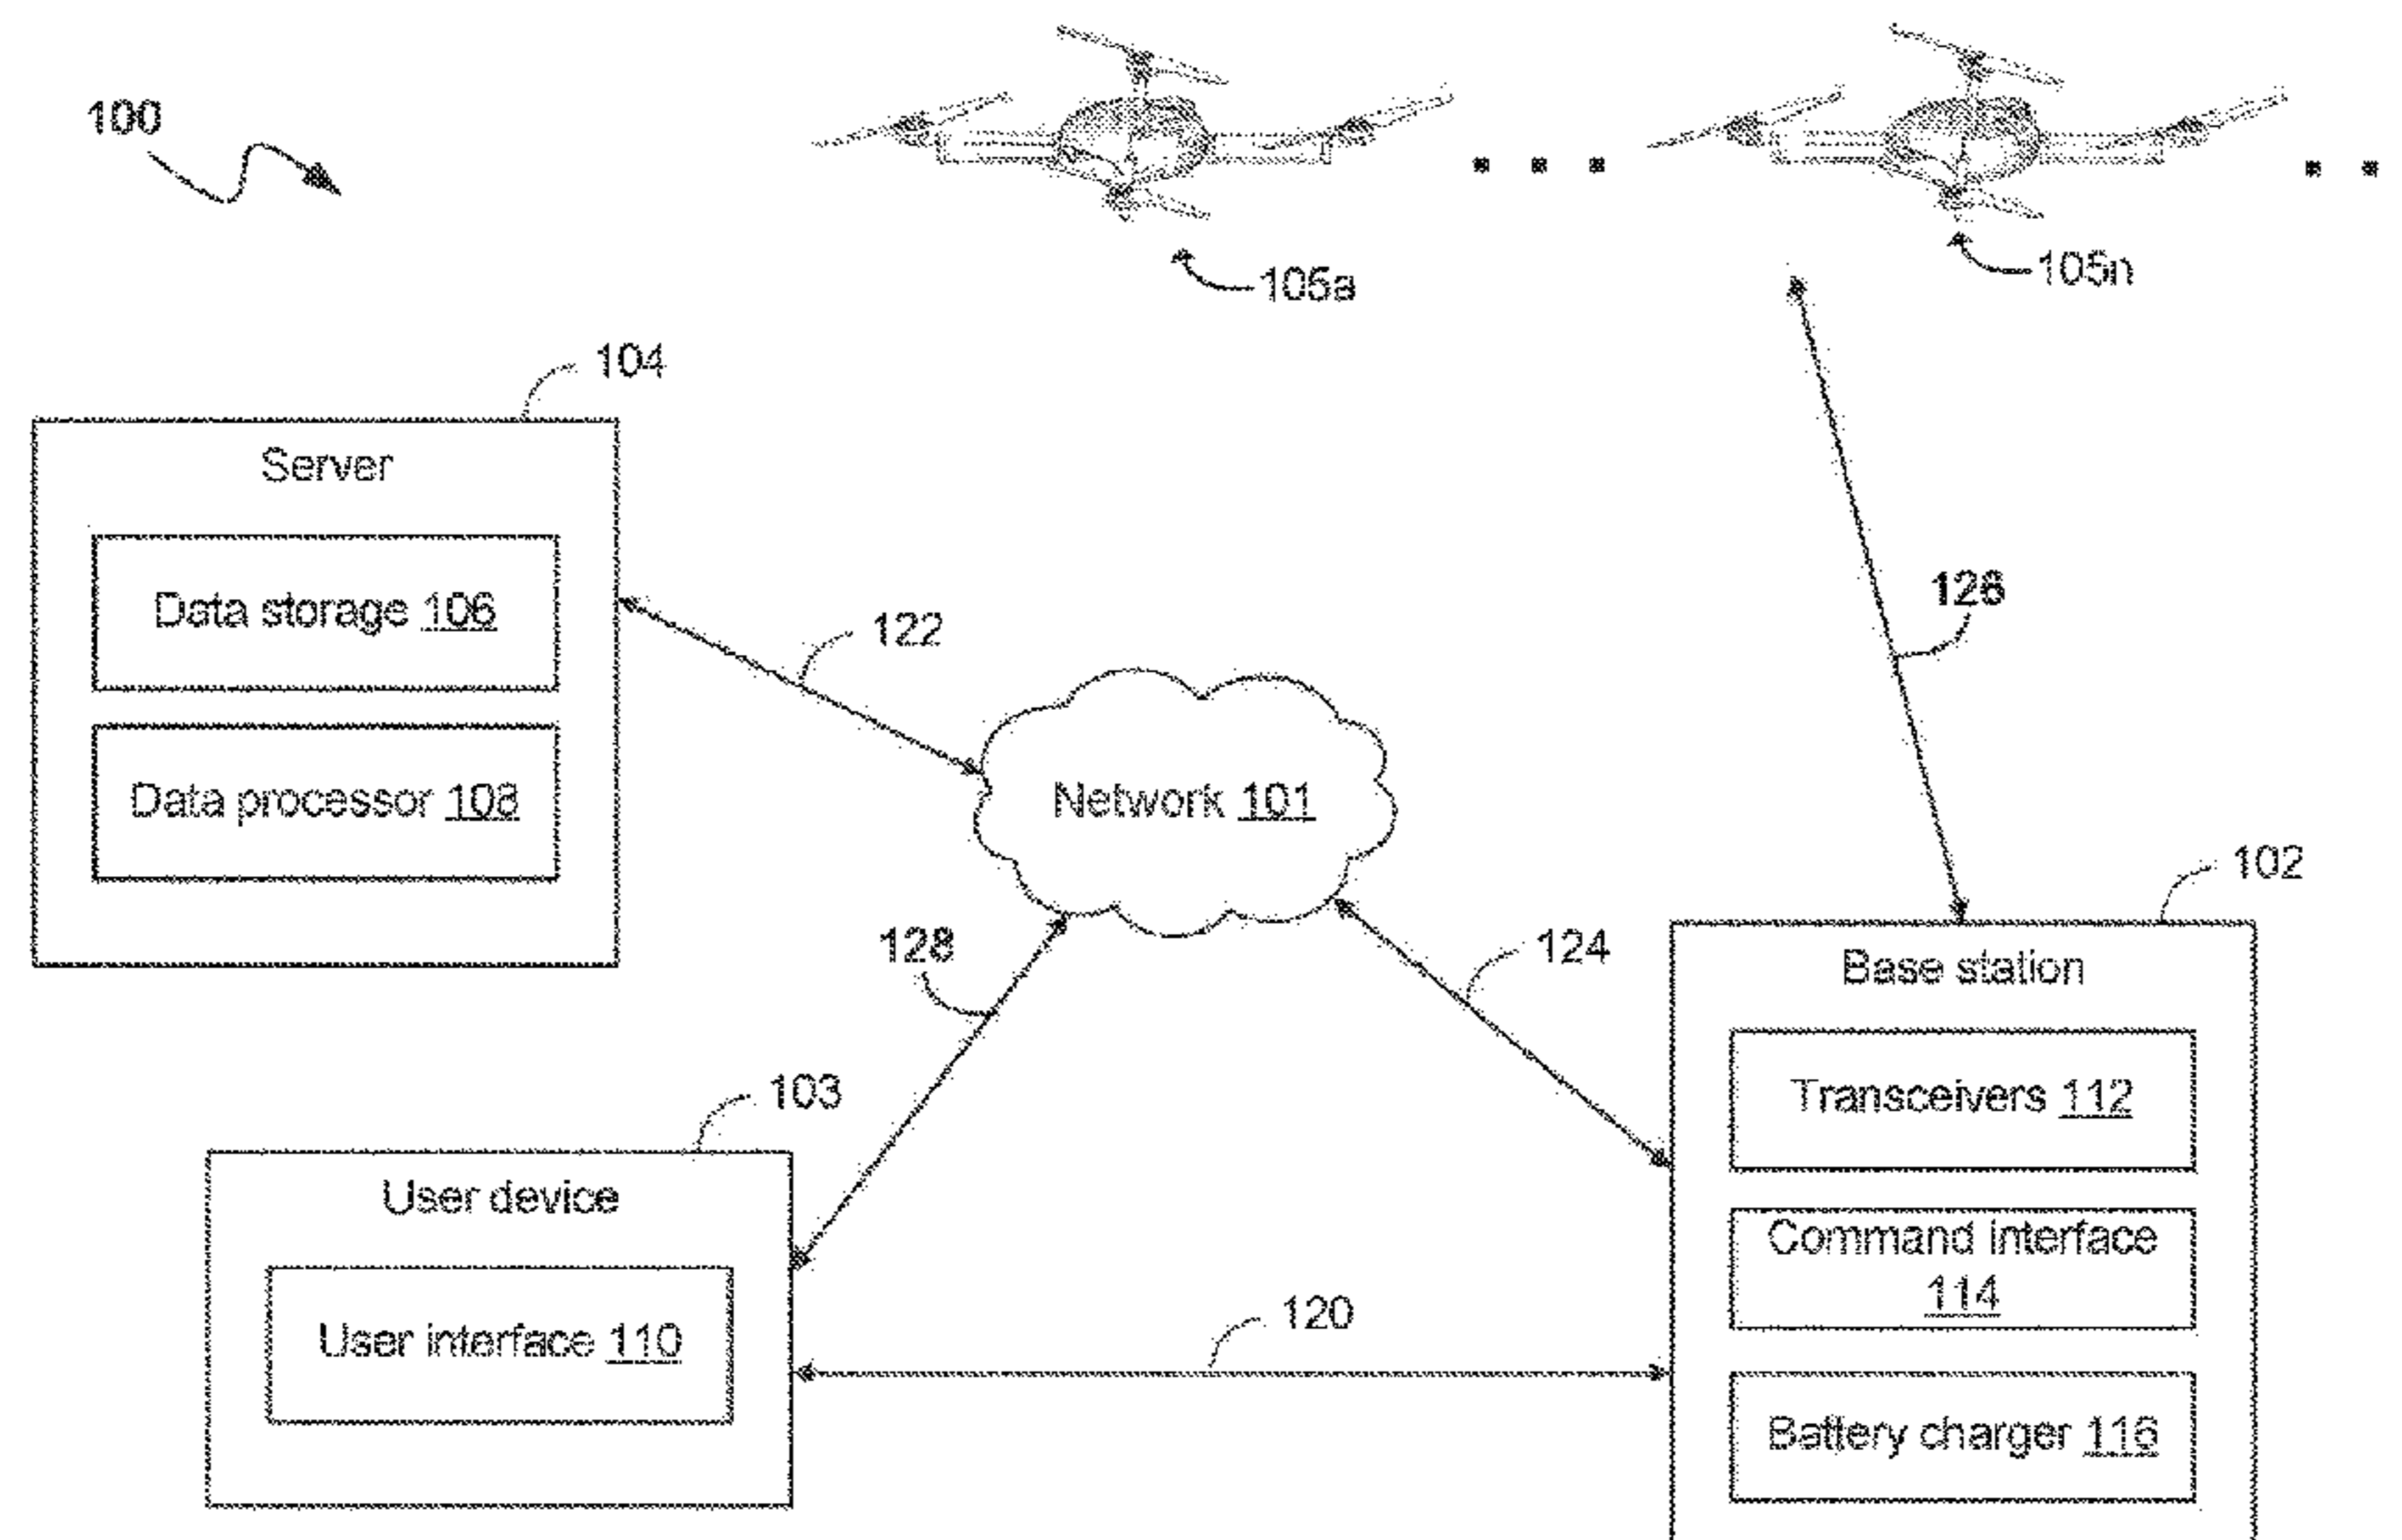 100
105a
105n
104
Server
Data storage 106
Data processor 108
122
126
Network 101
102
128
124
Base station
Transceivers 112
Command interface
114
Battery charger 116
103
User device
User interface 110
120